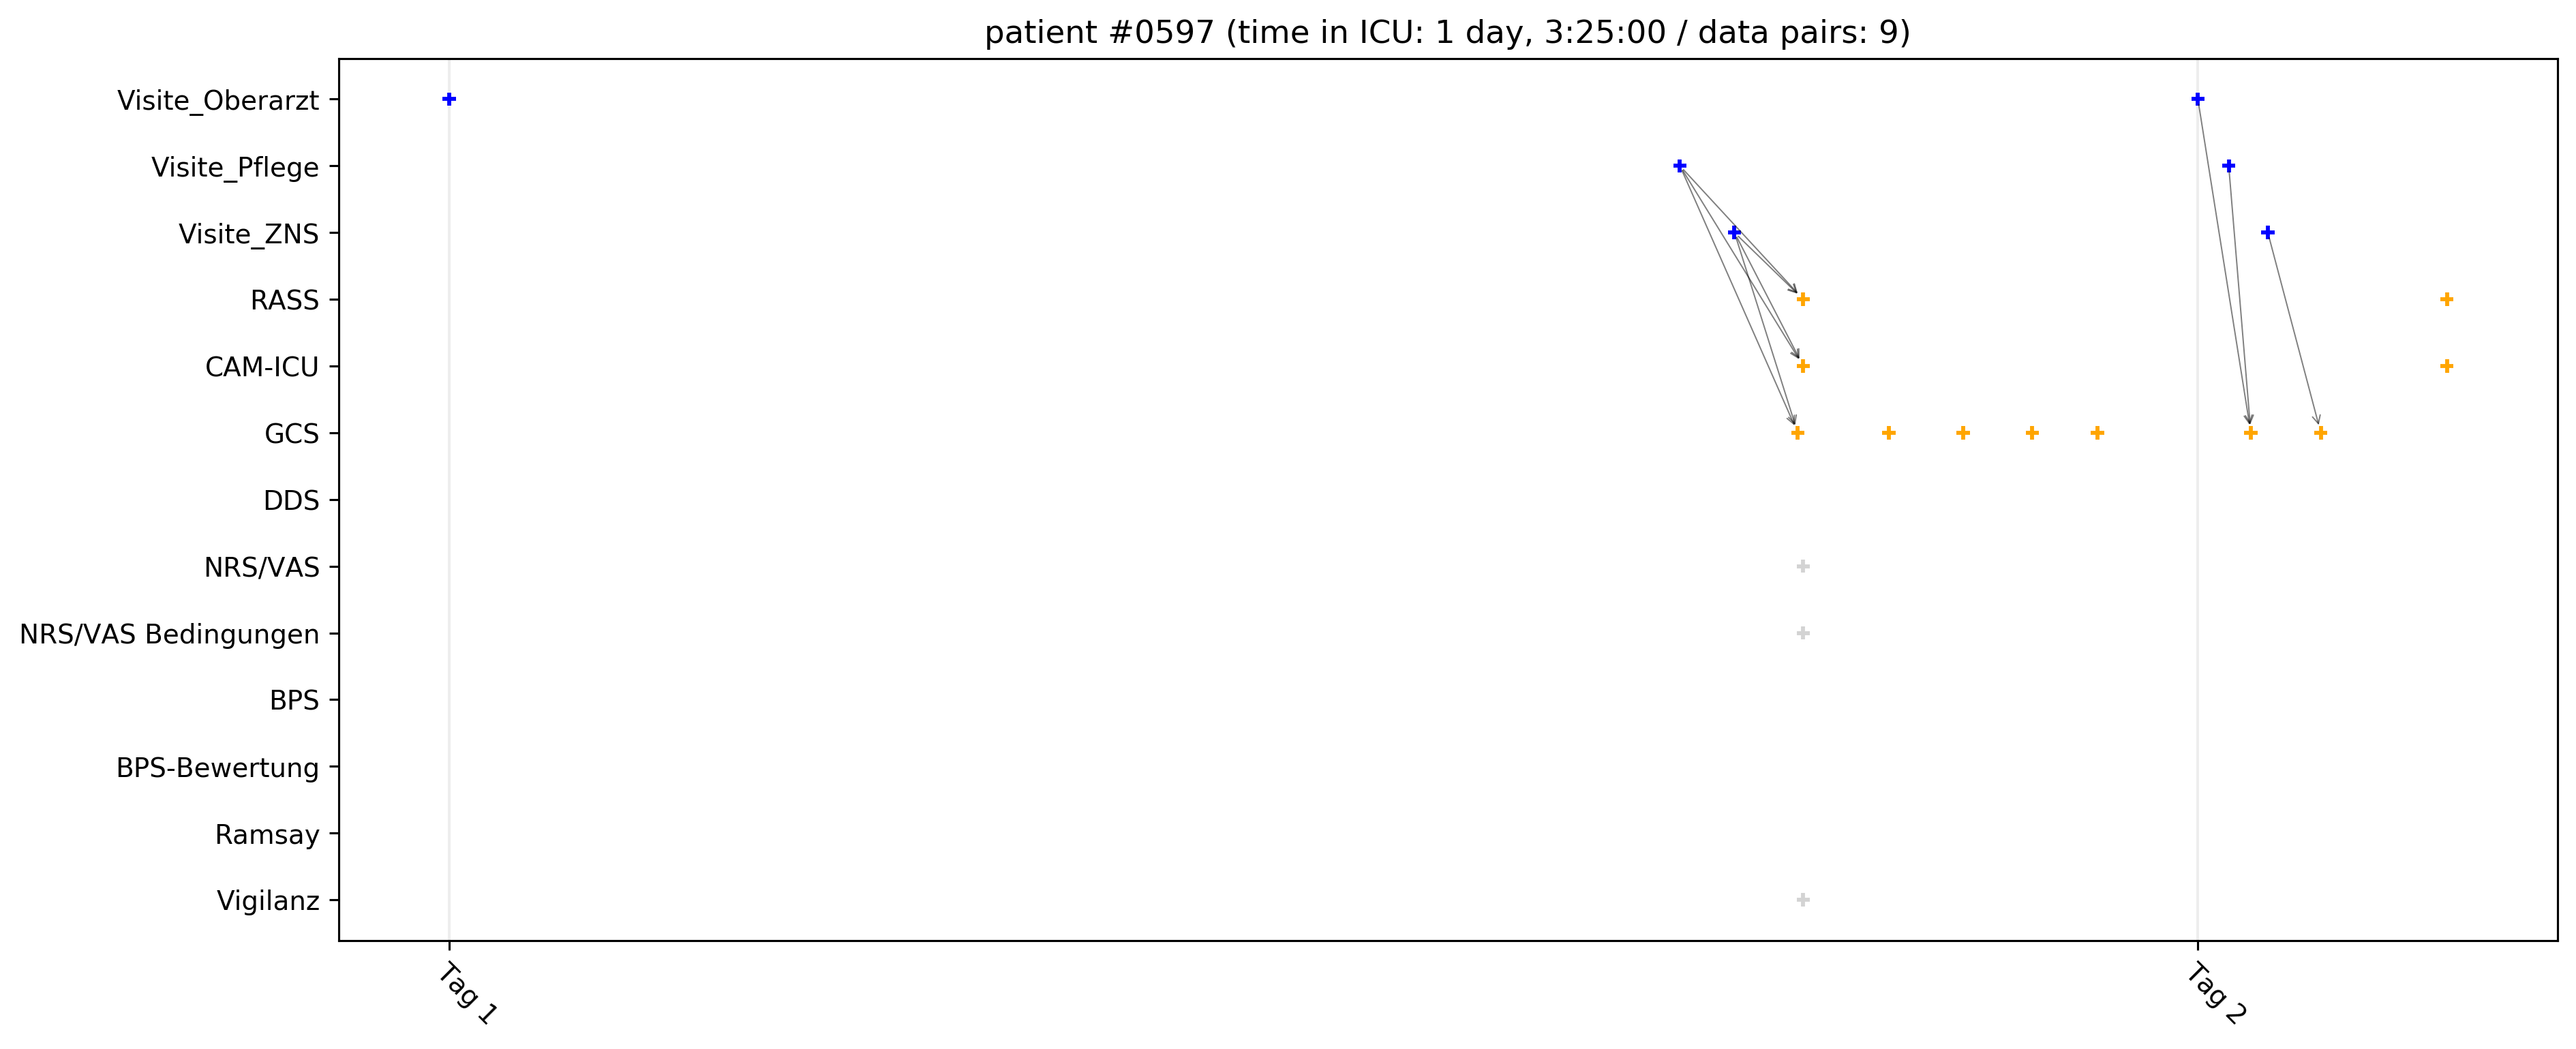 patient #0597 (time in ICU: 1 day, 3:25:00 / data pairs: 9)
Visite_Oberarzt
Visite_Pflege
Visite_ZNS
RASS
CAM-ICU
GCS
DDS
NRS/VAS
NRS/VAS Bedingungen
BPS
BPS-Bewertung
Ramsay
Vigilanz
Tag 1
Tag 2